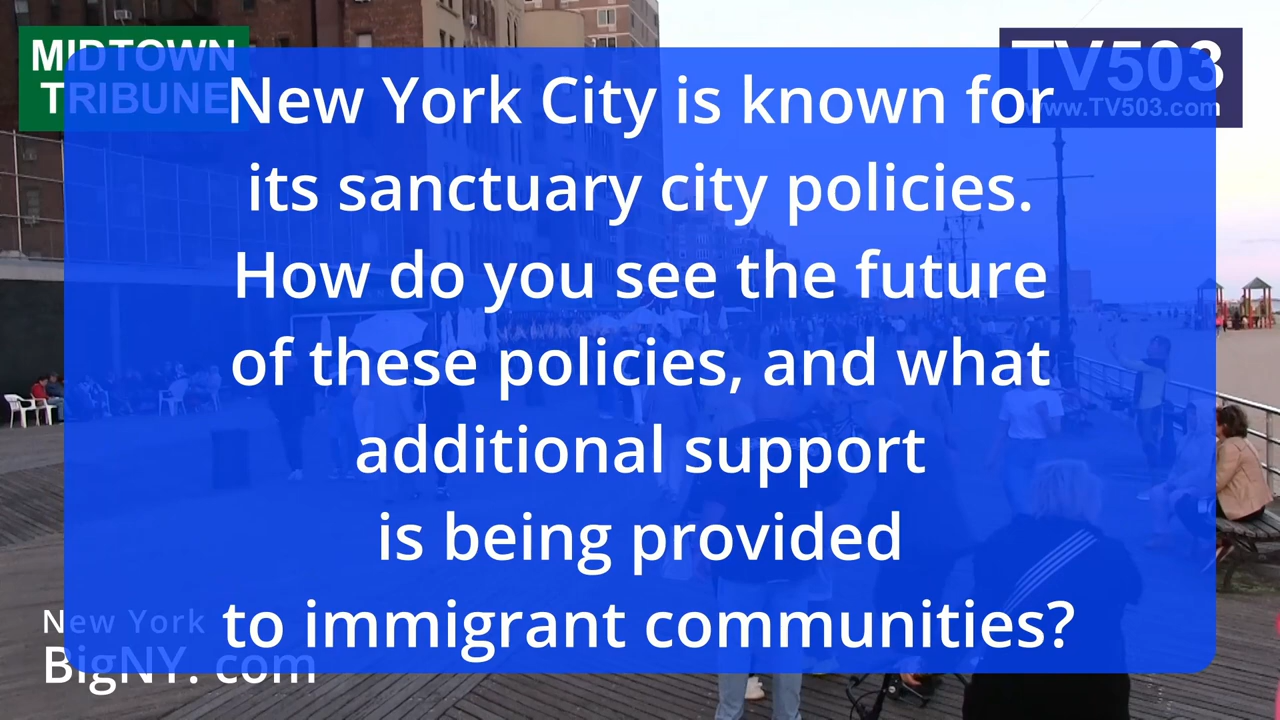 MIDTOWN
TRIBUNE
TV503
www.TV503.com
New York City is known for
its sanctuary city policies.
How do you see the future
of these policies, and what
additional support
is being provided
to immigrant communities?
New York
BigNY. com